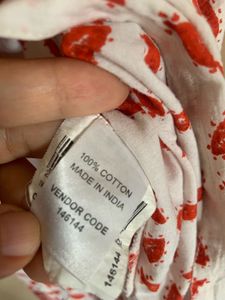 100% COTTON
MADE IN INDIA
VENDOR CODE
146144
146144